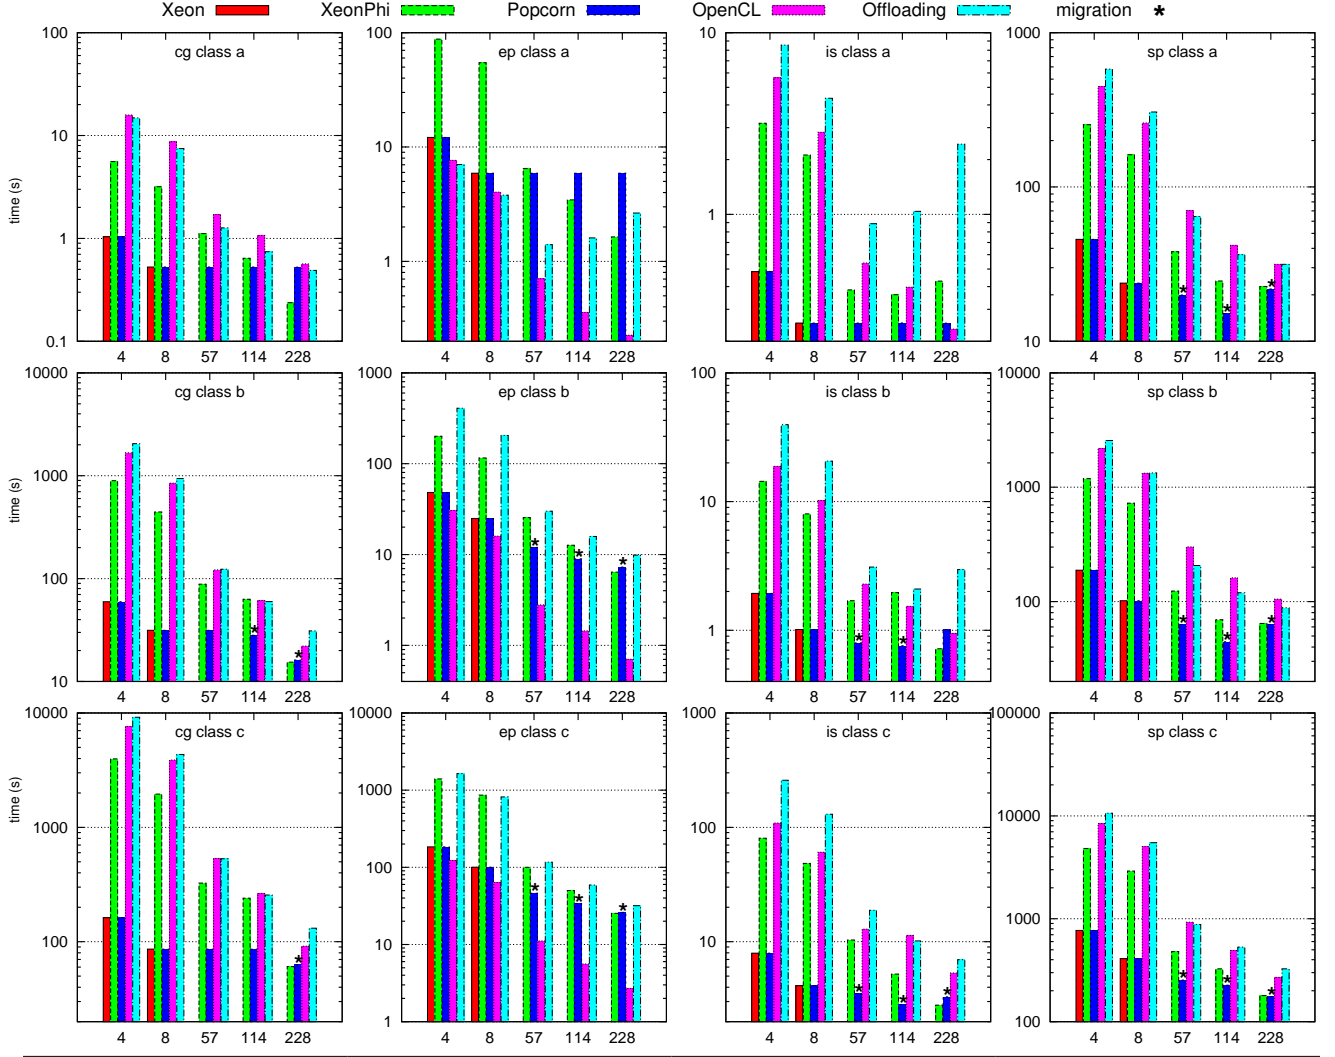 Xeon XeonPhi Popcorn OpenCL Offloading migration *
cg class a
time (s)
100
10
1
0.1
4 8 57 114 228
ep class a
100
10
1
4 8 57 114 228
is class a
10
1
4 8 57 114 228
sp class a
1000
100
10
* * *
4 8 57 114 228
cg class b
time (s)
10000
1000
100
10
* *
4 8 57 114 228
ep class b
1000
100
10
1
* * *
4 8 57 114 228
is class b
100
10
1
* *
4 8 57 114 228
sp class b
10000
1000
100
* * *
4 8 57 114 228
cg class c
time (s)
10000
1000
100
*
4 8 57 114 228
ep class c
10000
1000
100
10
1
* * *
4 8 57 114 228
is class c
1000
100
10
* * *
4 8 57 114 228
sp class c
100000
10000
1000
100
* * *
4 8 57 114 228